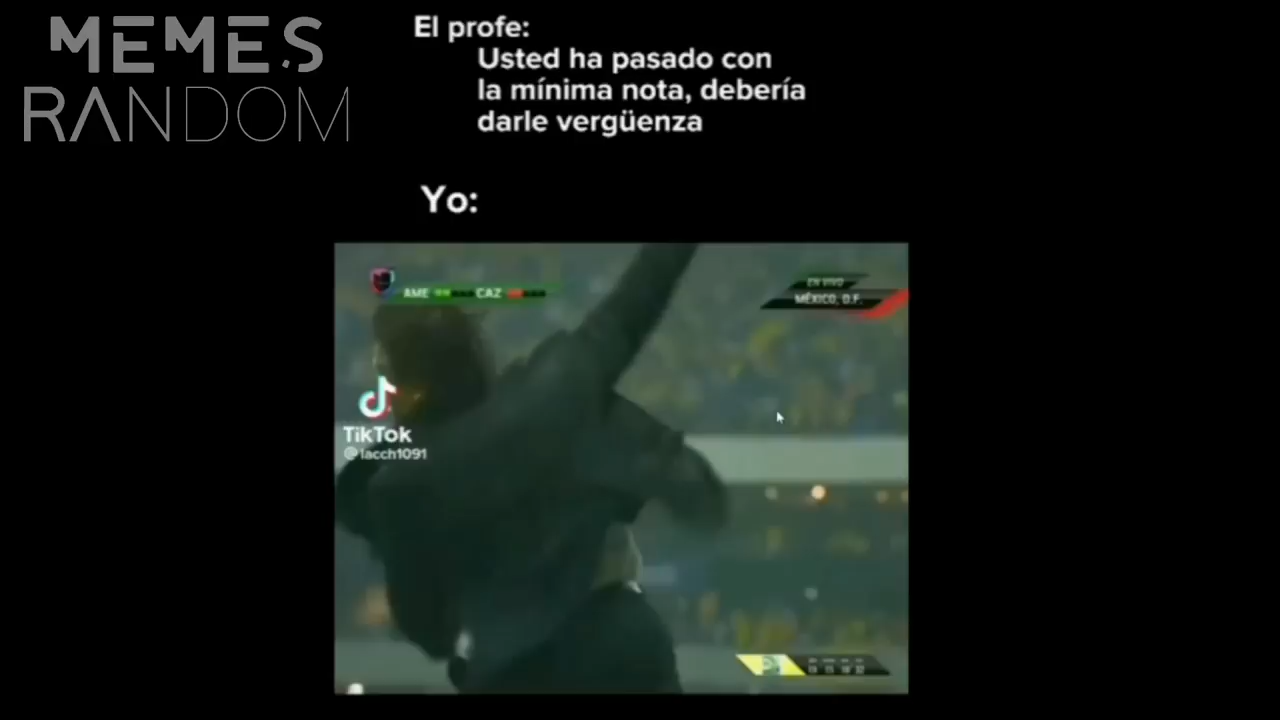 MEMES
RANDOM
El profe:
Usted ha pasado con
la mínima nota, debería
darle vergüenza
Yo:
AME CAZ
EN VIVO
MÉXICO, D.F.
TikTok
@lacch1091